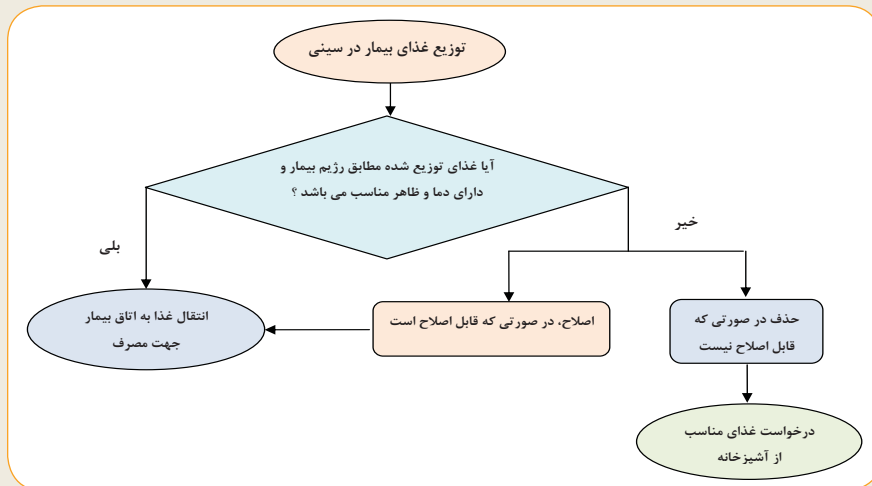 توزیع غذای بیمار در سینی
آیا غذای توزیع شده مطابق رژیم بیمار و
دارای دما و ظاهر مناسب می باشد ؟
خیر
بلی
حذف در صورتی که
قابل اصلاح نیست
اصلاح، در صورتی که قابل اصلاح است
انتقال غذا به اتاق بیمار
جهت مصرف
درخواست غذای مناسب
از آشپزخانه